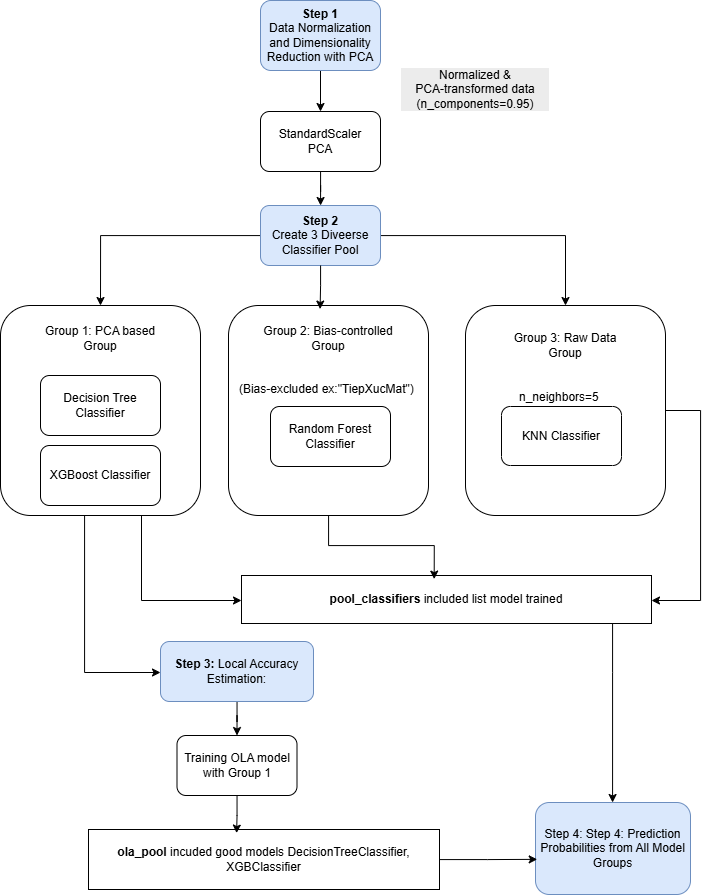 Step 1
Data Normalization
and Dimensionality
Reduction with PCA
Normalized &
PCA-transformed data
(n_components=0.95)
StandardScaler
PCA
Step 2
Create 3 Diveerse
Classifier Pool
Group 1: PCA based
Group
Decision Tree
Classifier
XGBoost Classifier
Group 2: Bias-controlled
Group
(Bias-excluded ex:"TiepXucMat")
Random Forest
Classifier
Group 3: Raw Data
Group
n_neighbors=5
KNN Classifier
pool_classifiers included list model trained
Step 3: Local Accuracy
Estimation:
Training OLA model
with Group 1
ola_pool incuded good models DecisionTreeClassifier,
XGBClassifier
Step 4: Step 4: Prediction
Probabilities from All Model
Groups